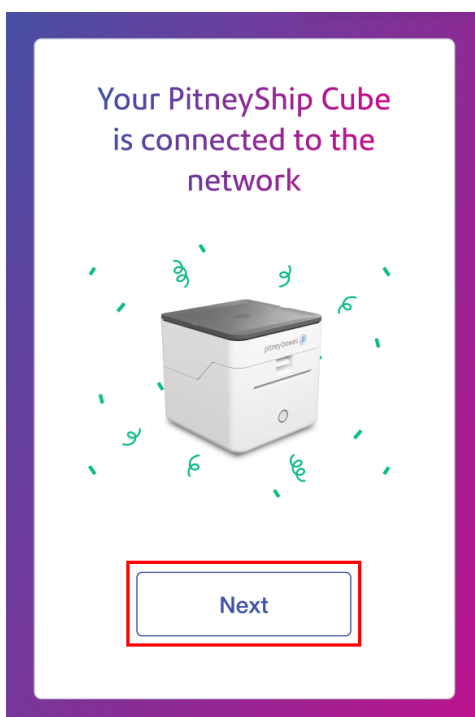 Your PitneyShip Cube
is connected to the
network
pitney bowes
Next